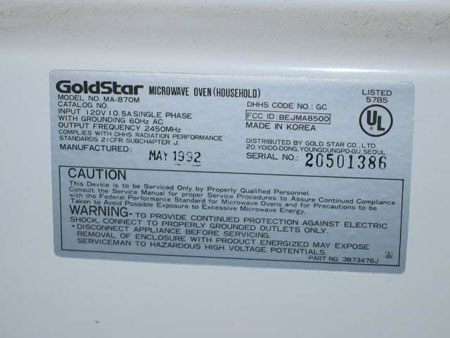 GoldStar MICROWAVE OVEN (HOUSEHOLD)
MODEL NO. MA-870M
CATALOG NO.
INPUT 120V 10.5A SINGLE PHASE
WITH GROUNDING 60Hz AC
OUTPUT FREQUENCY 2450MHz
COMPLIES WITH DHHS RADIATION PERFORMANCE
STANDARDS 21CFR SUBCHAPTER J.
MANUFACTURED: MAY 1992
DHHS CODE NO.: GC
FCC ID: BEJMA8500
MADE IN KOREA
LISTED
57B5
UL
DISTRIBUTED BY GOLD STAR CO. LTD.
20, YOIDO-DONG, YOUNGDUNGPO-GU, SEOUL
SERIAL NO.: 20501386
CAUTION
This Device is to be Serviced Only by Properly Qualified Personnel.
Consult the Service Manual for proper Service Procedures to Assure Continued Compliance
with the Federal Performance Standard for Microwave Ovens and for Precautions to be
Taken to Avoid Possible Exposure to Excessive Microwave Energy.
WARNING- TO PROVIDE CONTINUED PROTECTION AGAINST ELECTRIC
SHOCK, CONNECT TO PROPERLY GROUNDED OUTLETS ONLY.
• DISCONNECT APPLIANCE BEFORE SERVICING.
REMOVAL OF ENCLOSURE WITH PRODUCT ENERGIZED MAY EXPOSE
SERVICEMAN TO HAZARDOUS HIGH VOLTAGE POTENTIALS.
PART NO. 3873476J